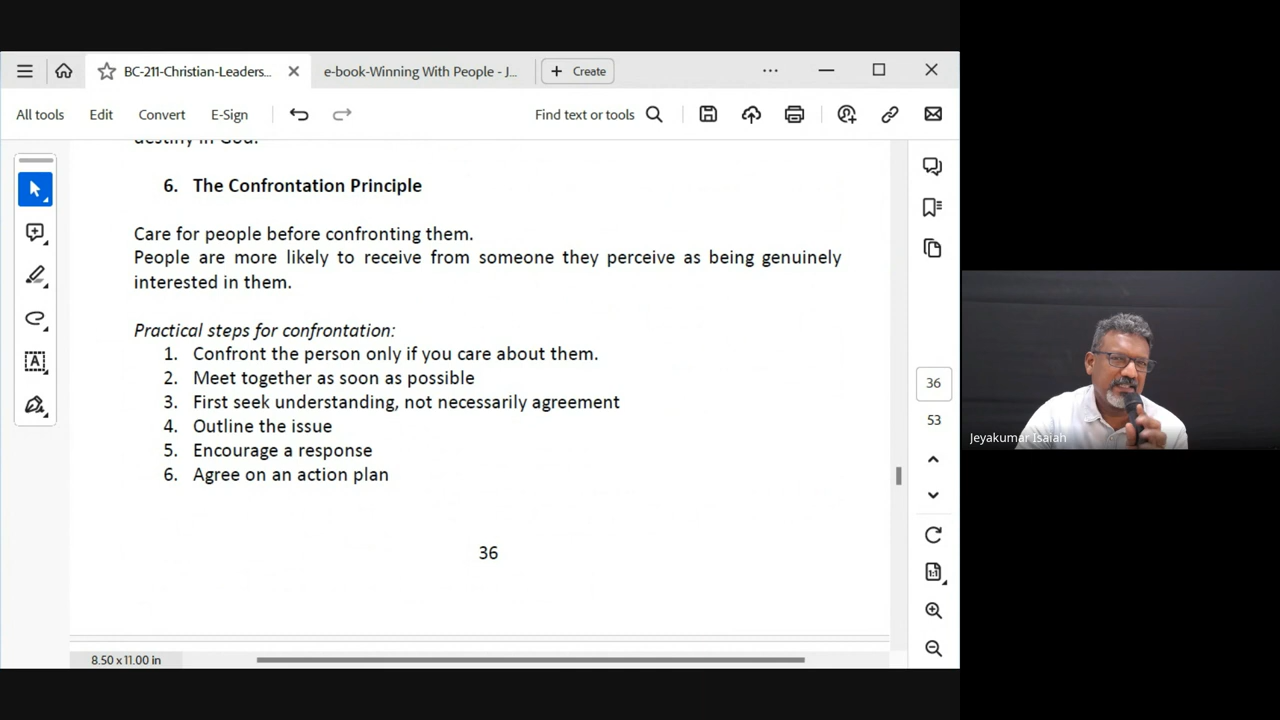 BC-211-Christian-Leaders...
e-book-Winning With People - J...
Create
All tools
Edit
Convert
E-Sign
Find text or tools
destiny in God.
6. The Confrontation Principle
Care for people before confronting them.
People are more likely to receive from someone they perceive as being genuinely
interested in them.
Practical steps for confrontation:
1. Confront the person only if you care about them.
2. Meet together as soon as possible
3. First seek understanding, not necessarily agreement
4. Outline the issue
5. Encourage a response
6. Agree on an action plan
36
8.50 x 11.00 in
36
53
1:1
Jeyakumar Isaiah